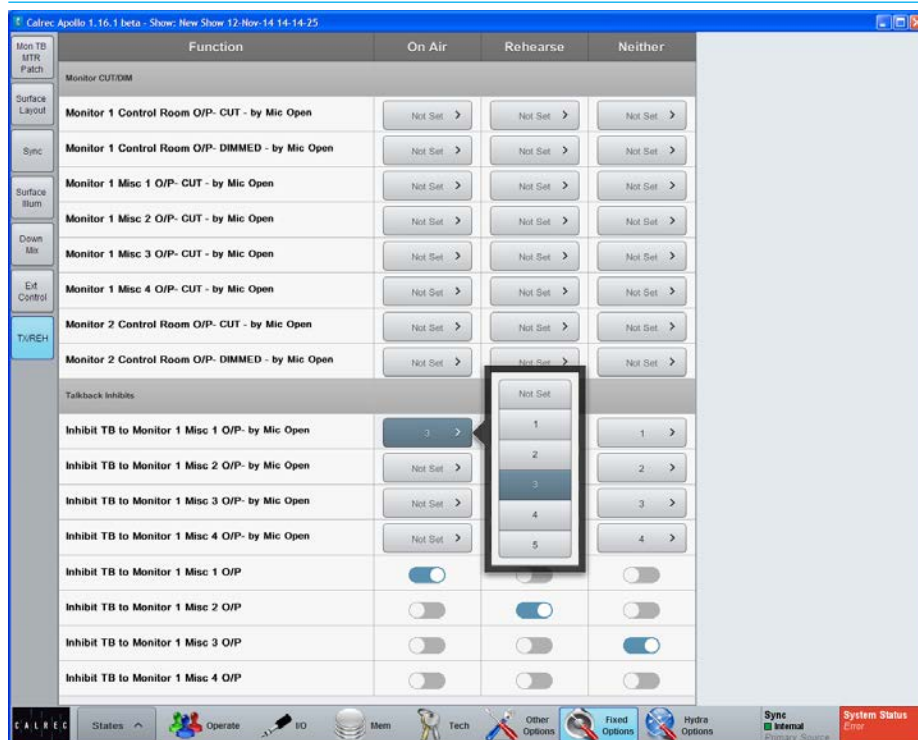 Calrec Apollo 1.16.1 beta - Show: New Show 12-Nov-14 14-14-25
Mon TB
MTR
Patch
Surface
Layout
Sync
Surface
Illum
Down
Mix
Ext
Control
TX/REH
Function On Air Rehearse Neither
Monitor CUT/DIM
Monitor 1 Control Room O/P- CUT - by Mic Open Not Set > Not Set > Not Set >
Monitor 1 Control Room O/P- DIMMED - by Mic Open Not Set > Not Set > Not Set >
Monitor 1 Misc 1 O/P- CUT - by Mic Open Not Set > Not Set > Not Set >
Monitor 1 Misc 2 O/P- CUT - by Mic Open Not Set > Not Set > Not Set >
Monitor 1 Misc 3 O/P- CUT - by Mic Open Not Set > Not Set > Not Set >
Monitor 1 Misc 4 O/P- CUT - by Mic Open Not Set > Not Set > Not Set >
Monitor 2 Control Room O/P- CUT - by Mic Open Not Set > Not Set > Not Set >
Monitor 2 Control Room O/P- DIMMED - by Mic Open Not Set > Not Set > Not Set >
Talkback Inhibits
Inhibit TB to Monitor 1 Misc 1 O/P- by Mic Open 3 > 1 >
Inhibit TB to Monitor 1 Misc 2 O/P- by Mic Open Not Set > 2 >
Inhibit TB to Monitor 1 Misc 3 O/P- by Mic Open Not Set > 3 >
Inhibit TB to Monitor 1 Misc 4 O/P- by Mic Open Not Set > 4 >
Not Set
1
2
3
4
5
Inhibit TB to Monitor 1 Misc 1 O/P
Inhibit TB to Monitor 1 Misc 2 O/P
Inhibit TB to Monitor 1 Misc 3 O/P
Inhibit TB to Monitor 1 Misc 4 O/P
CALREC States Operate I/O Mem Tech Other Options Fixed Options Hydra Options
Sync
Internal
Primary Source
System Status
Error